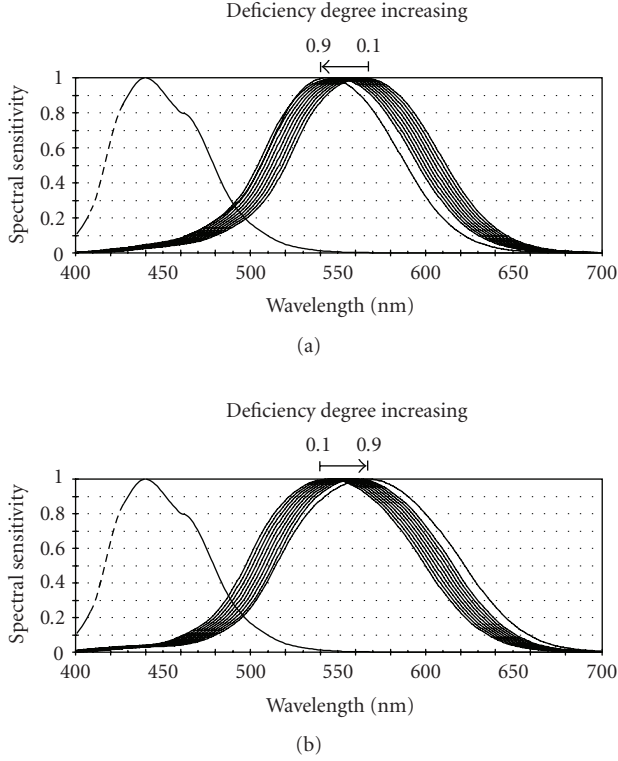 Deficiency degree increasing
0.9 0.1
1
0.8
0.6
0.4
0.2
0
Spectral sensitivity
400 450 500 550 600 650 700
Wavelength (nm)
(a)
Deficiency degree increasing
0.1 0.9
1
0.8
0.6
0.4
0.2
0
Spectral sensitivity
400 450 500 550 600 650 700
Wavelength (nm)
(b)